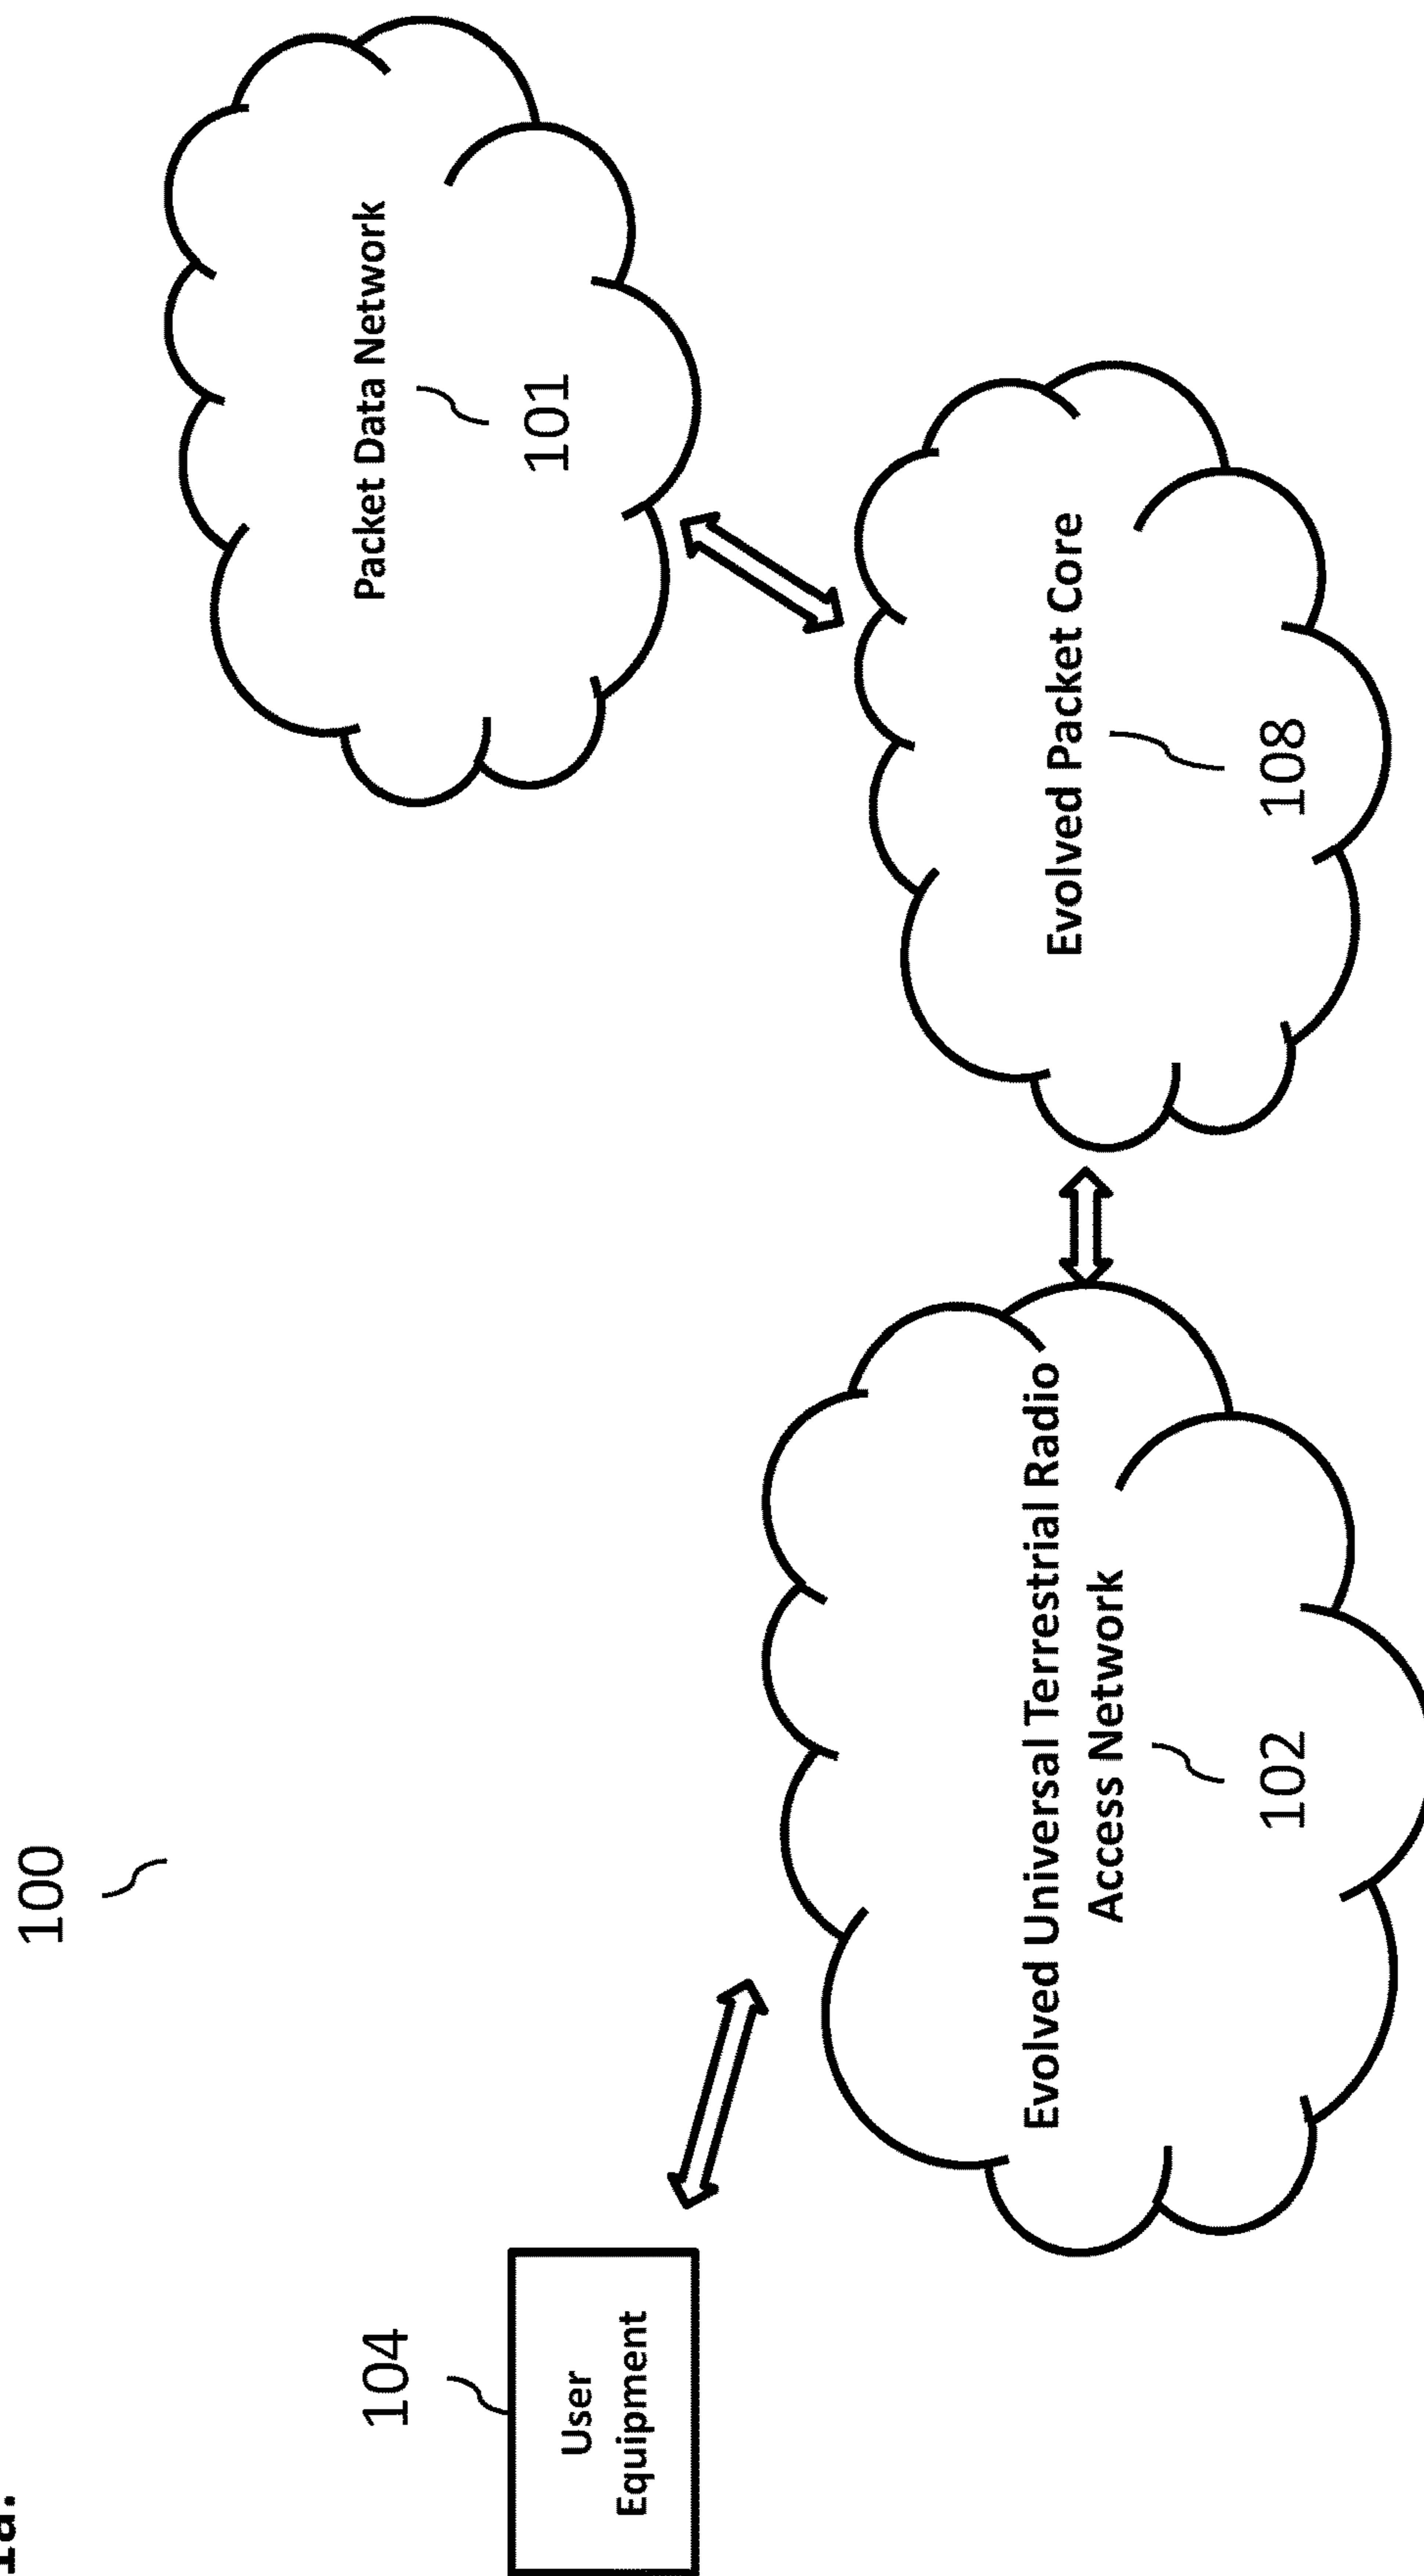 1a.
100
104
User
Equipment
Evolved Universal Terrestrial Radio
Access Network
102
Evolved Packet Core
108
Packet Data Network
101